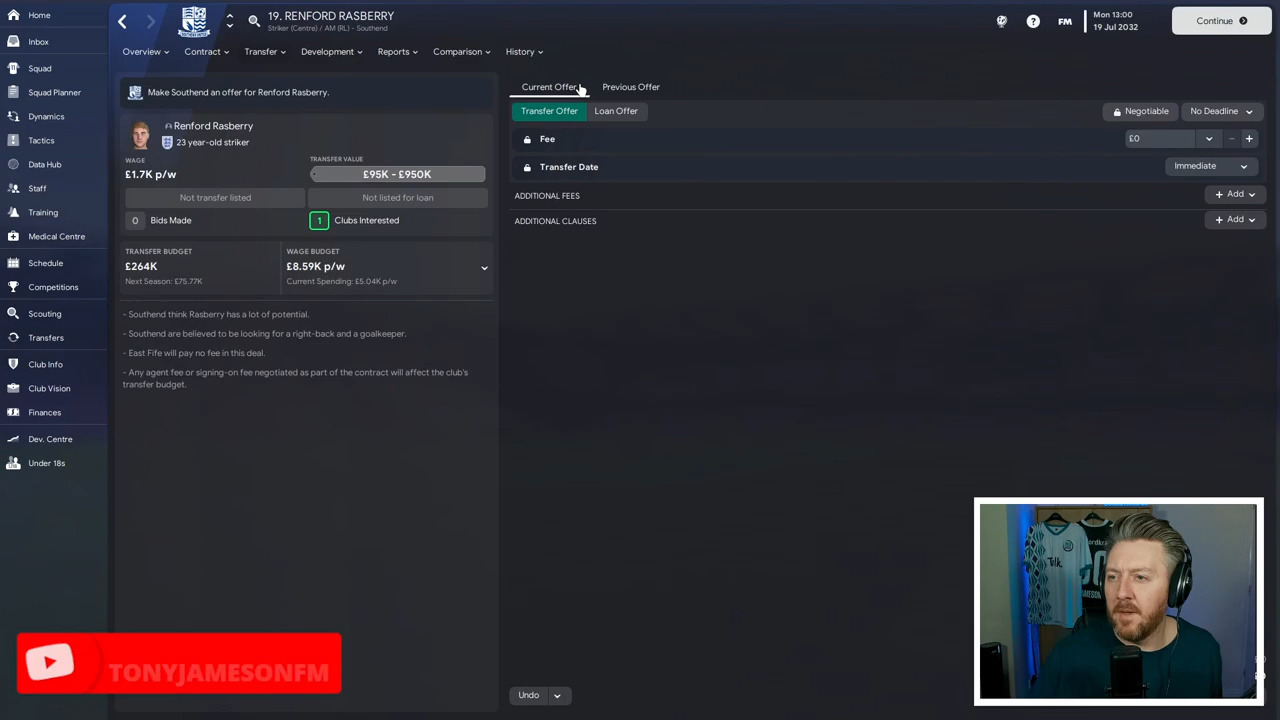 Home
Inbox
Squad
Squad Planner
Dynamics
Tactics
Data Hub
Staff
Training
Medical Centre
Schedule
Competitions
Scouting
Transfers
Club Info
Club Vision
Finances
Dev. Centre
Under 18s
19. RENFORD RASBERRY
Striker (Centre) / AM (RL) - Southend
FM
Mon 13:00
19 Jul 2032
Continue
Overview
Contract
Transfer
Development
Reports
Comparison
History
Make Southend an offer for Renford Rasberry.
Renford Rasberry
23 year-old striker
WAGE
£1.7K p/w
TRANSFER VALUE
£95K - £950K
Not transfer listed
Not listed for loan
0 Bids Made
1 Clubs Interested
TRANSFER BUDGET
£264K
Next Season: £75.77K
WAGE BUDGET
£8.59K p/w
Current Spending: £5.04K p/w
- Southend think Rasberry has a lot of potential.
- Southend are believed to be looking for a right-back and a goalkeeper.
- East Fife will pay no fee in this deal.
- Any agent fee or signing-on fee negotiated as part of the contract will affect the club's
transfer budget.
Current Offer
Previous Offer
Transfer Offer
Loan Offer
Negotiable
No Deadline
Fee
£0
Transfer Date
Immediate
ADDITIONAL FEES
+ Add
ADDITIONAL CLAUSES
+ Add
Undo
TONYJAMESONFM